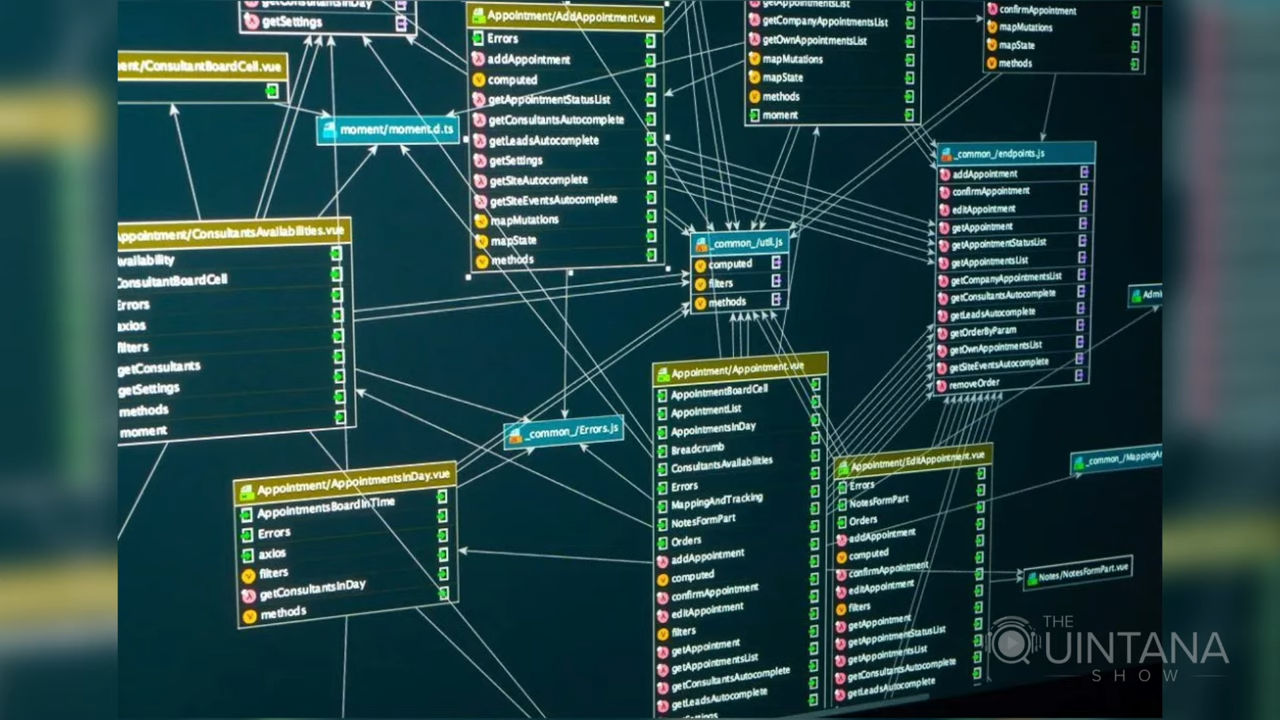 getSettings
ent/ConsultantBoardCell.vue
moment/moment.d.ts
Appointment/AddAppointment.vue
Errors
addAppointment
computed
getAppointmentStatusList
getConsultantsAutocomplete
getLeadsAutocomplete
getSettings
getSiteAutocomplete
getSiteEventsAutocomplete
mapMutations
mapState
methods
getAppointmentsList
getCompanyAppointmentsList
getOwnAppointmentsList
mapMutations
mapState
methods
moment
confirmAppointment
mapMutations
mapState
methods
_common_/endpoints.js
addAppointment
confirmAppointment
editAppointment
getAppointment
getAppointmentStatusList
getAppointmentsList
getCompanyAppointmentsList
getConsultantsAutocomplete
getLeadsAutocomplete
getOrderByParam
getOwnAppointmentsList
getSiteEventsAutocomplete
removeOrder
_common_/util.js
computed
filters
methods
Appointment/ConsultantsAvailabilities.vue
Availability
ConsultantBoardCell
Errors
axios
filters
getConsultants
getSettings
methods
moment
_common_/Errors.js
Appointment/AppointmentsInDay.vue
AppointmentsBoardInTime
Errors
axios
filters
getConsultantsInDay
methods
Appointment/Appointment.vue
AppointmentBoardCell
AppointmentList
AppointmentsInDay
Breadcrumb
ConsultantsAvailabilities
Errors
MappingAndTracking
NotesFormPart
Orders
addAppointment
computed
confirmAppointment
editAppointment
filters
getAppointment
getAppointmentsList
getConsultantsAutocomplete
getLeadsAutocomplete
Appointment/EditAppointment.vue
Errors
NotesFormPart
Orders
addAppointment
computed
confirmAppointment
editAppointment
filters
getAppointment
getAppointmentStatusList
getAppointmentsList
getConsultantsAutocomplete
getLeadsAutocomplete
Admi
_common_/MappingAn
Notes/NotesFormPart.vue
THE
QUINTANA
SHOW